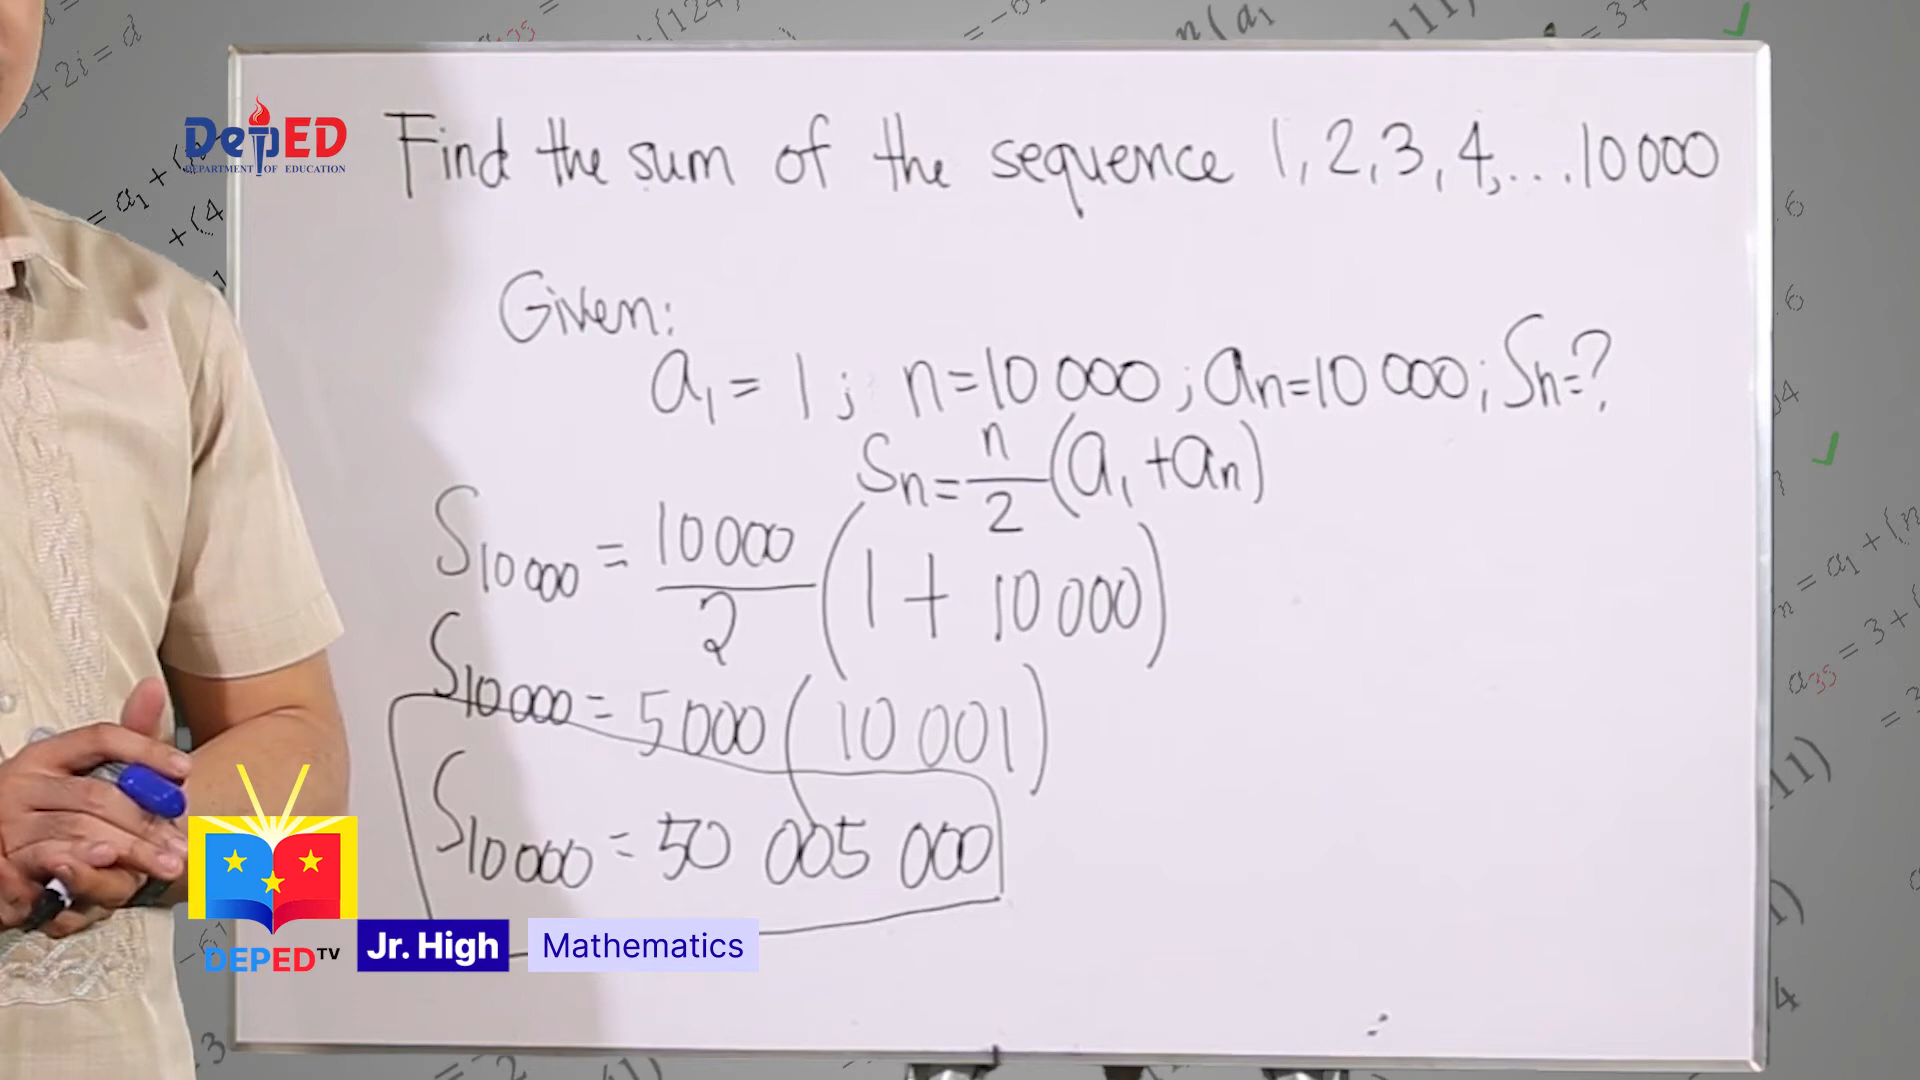 DepED
DEPARTMENT OF EDUCATION
Find the sum of the sequence 1, 2, 3, 4, ... 10 000
Given:
a₁ = 1; n = 10 000; an = 10 000; Sn = ?
Sn = n/2 (a₁ + an)
S10 000 = 10 000/2 (1 + 10 000)
S10 000 = 5 000 (10 001)
S10 000 = 50 005 000
DEPED TV
Jr. High
Mathematics